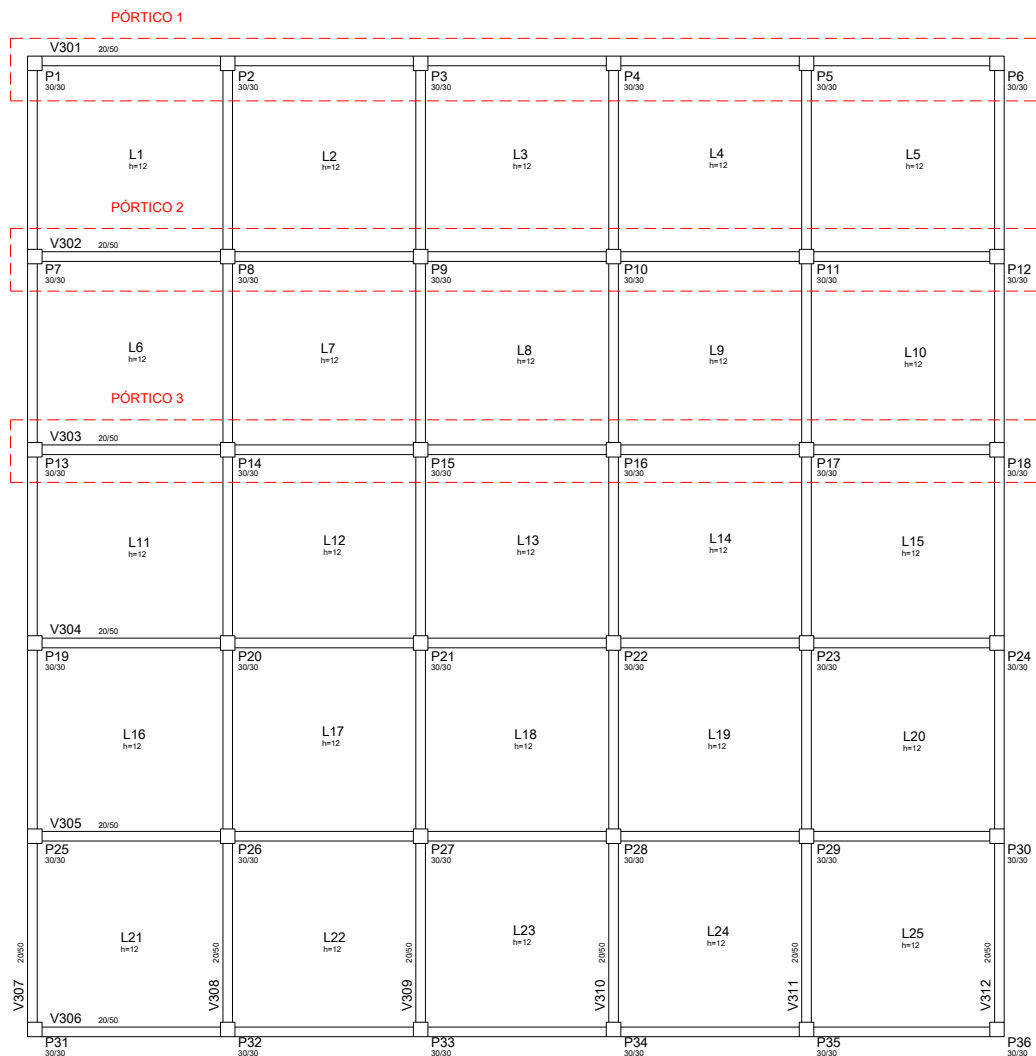 PÓRTICO 1
V301 20/50
P1 P2 P3 P4 P5 P6
30/30 30/30 30/30 30/30 30/30 30/30
L1 L2 L3 L4 L5
h=12 h=12 h=12 h=12 h=12
PÓRTICO 2
V302 20/50
P7 P8 P9 P10 P11 P12
30/30 30/30 30/30 30/30 30/30 30/30
L6 L7 L8 L9 L10
h=12 h=12 h=12 h=12 h=12
PÓRTICO 3
V303 20/50
P13 P14 P15 P16 P17 P18
30/30 30/30 30/30 30/30 30/30 30/30
L11 L12 L13 L14 L15
h=12 h=12 h=12 h=12 h=12
V304 20/50
P19 P20 P21 P22 P23 P24
30/30 30/30 30/30 30/30 30/30 30/30
L16 L17 L18 L19 L20
h=12 h=12 h=12 h=12 h=12
V305 20/50
P25 P26 P27 P28 P29 P30
30/30 30/30 30/30 30/30 30/30 30/30
L21 L22 L23 L24 L25
h=12 h=12 h=12 h=12 h=12
V307 20/50
V308 20/50
V309 20/50
V310 20/50
V311 20/50
V312 20/50
V306 20/50
P31 P32 P33 P34 P35 P36
30/30 30/30 30/30 30/30 30/30 30/30